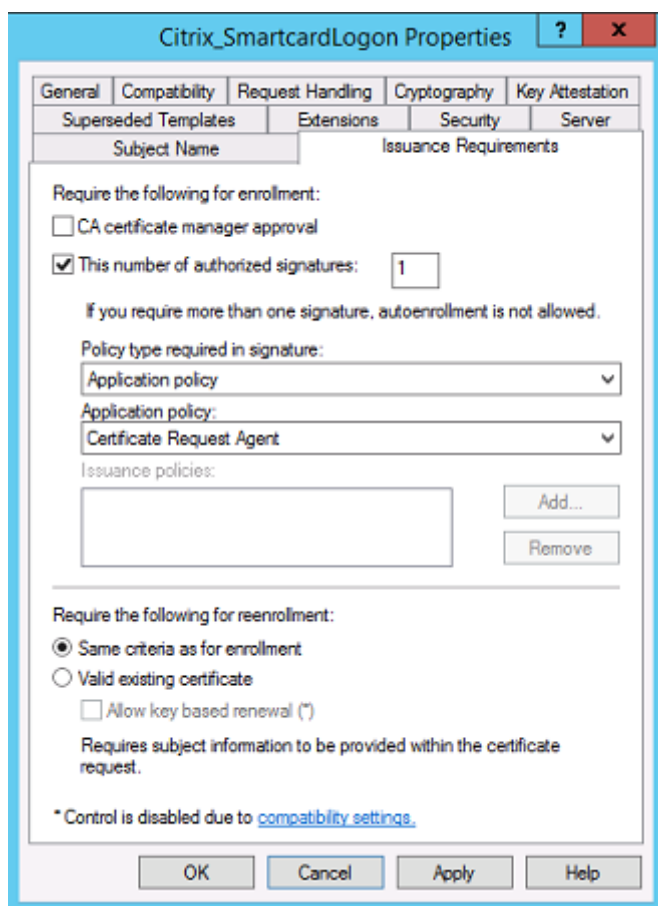 Citrix_SmartcardLogon Properties
?
x
General
Compatibility
Request Handling
Cryptography
Key Attestation
Superseded Templates
Extensions
Security
Server
Subject Name
Issuance Requirements
Require the following for enrollment:
CA certificate manager approval
This number of authorized signatures:
1
If you require more than one signature, autoenrollment is not allowed.
Policy type required in signature:
Application policy
Application policy:
Certificate Request Agent
Issuance policies:
Add...
Remove
Require the following for reenrollment:
Same criteria as for enrollment
Valid existing certificate
Allow key based renewal (*)
Requires subject information to be provided within the certificate
request.
* Control is disabled due to compatibility settings.
OK
Cancel
Apply
Help